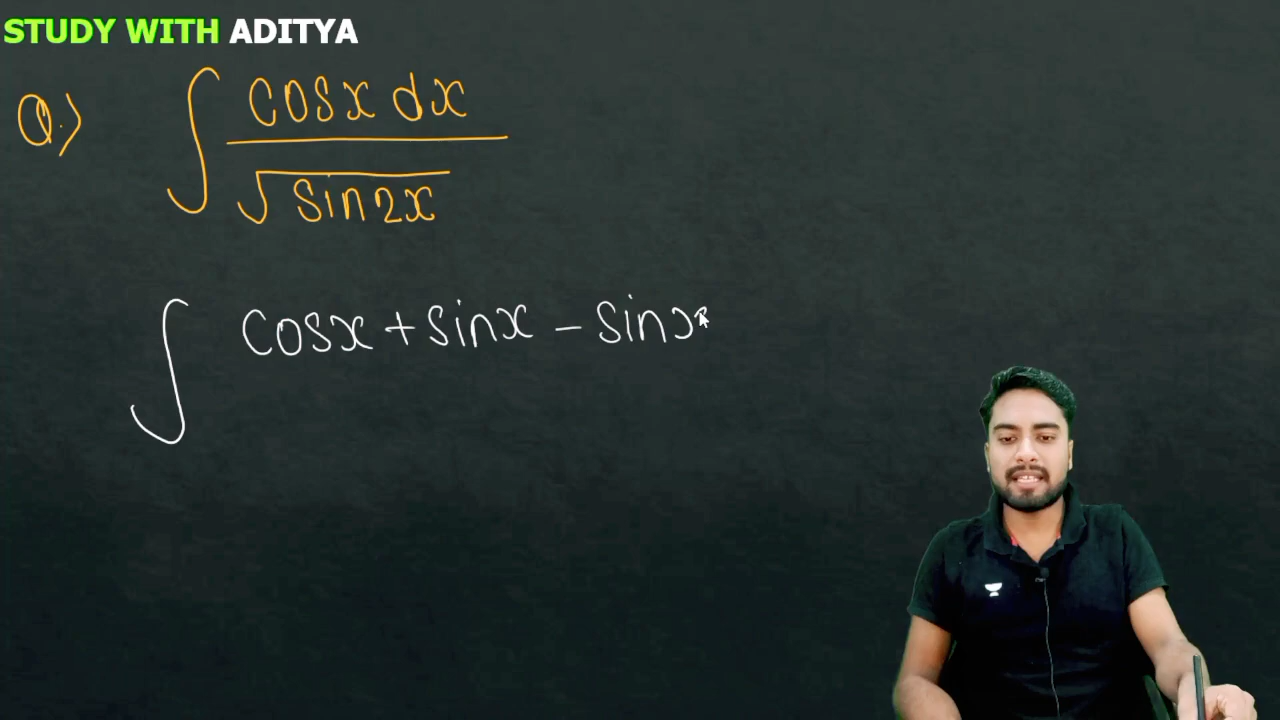 STUDY WITH ADITYA
Q.) ∫ cosx dx
√sin2x
∫ cosx + sinx - sinx